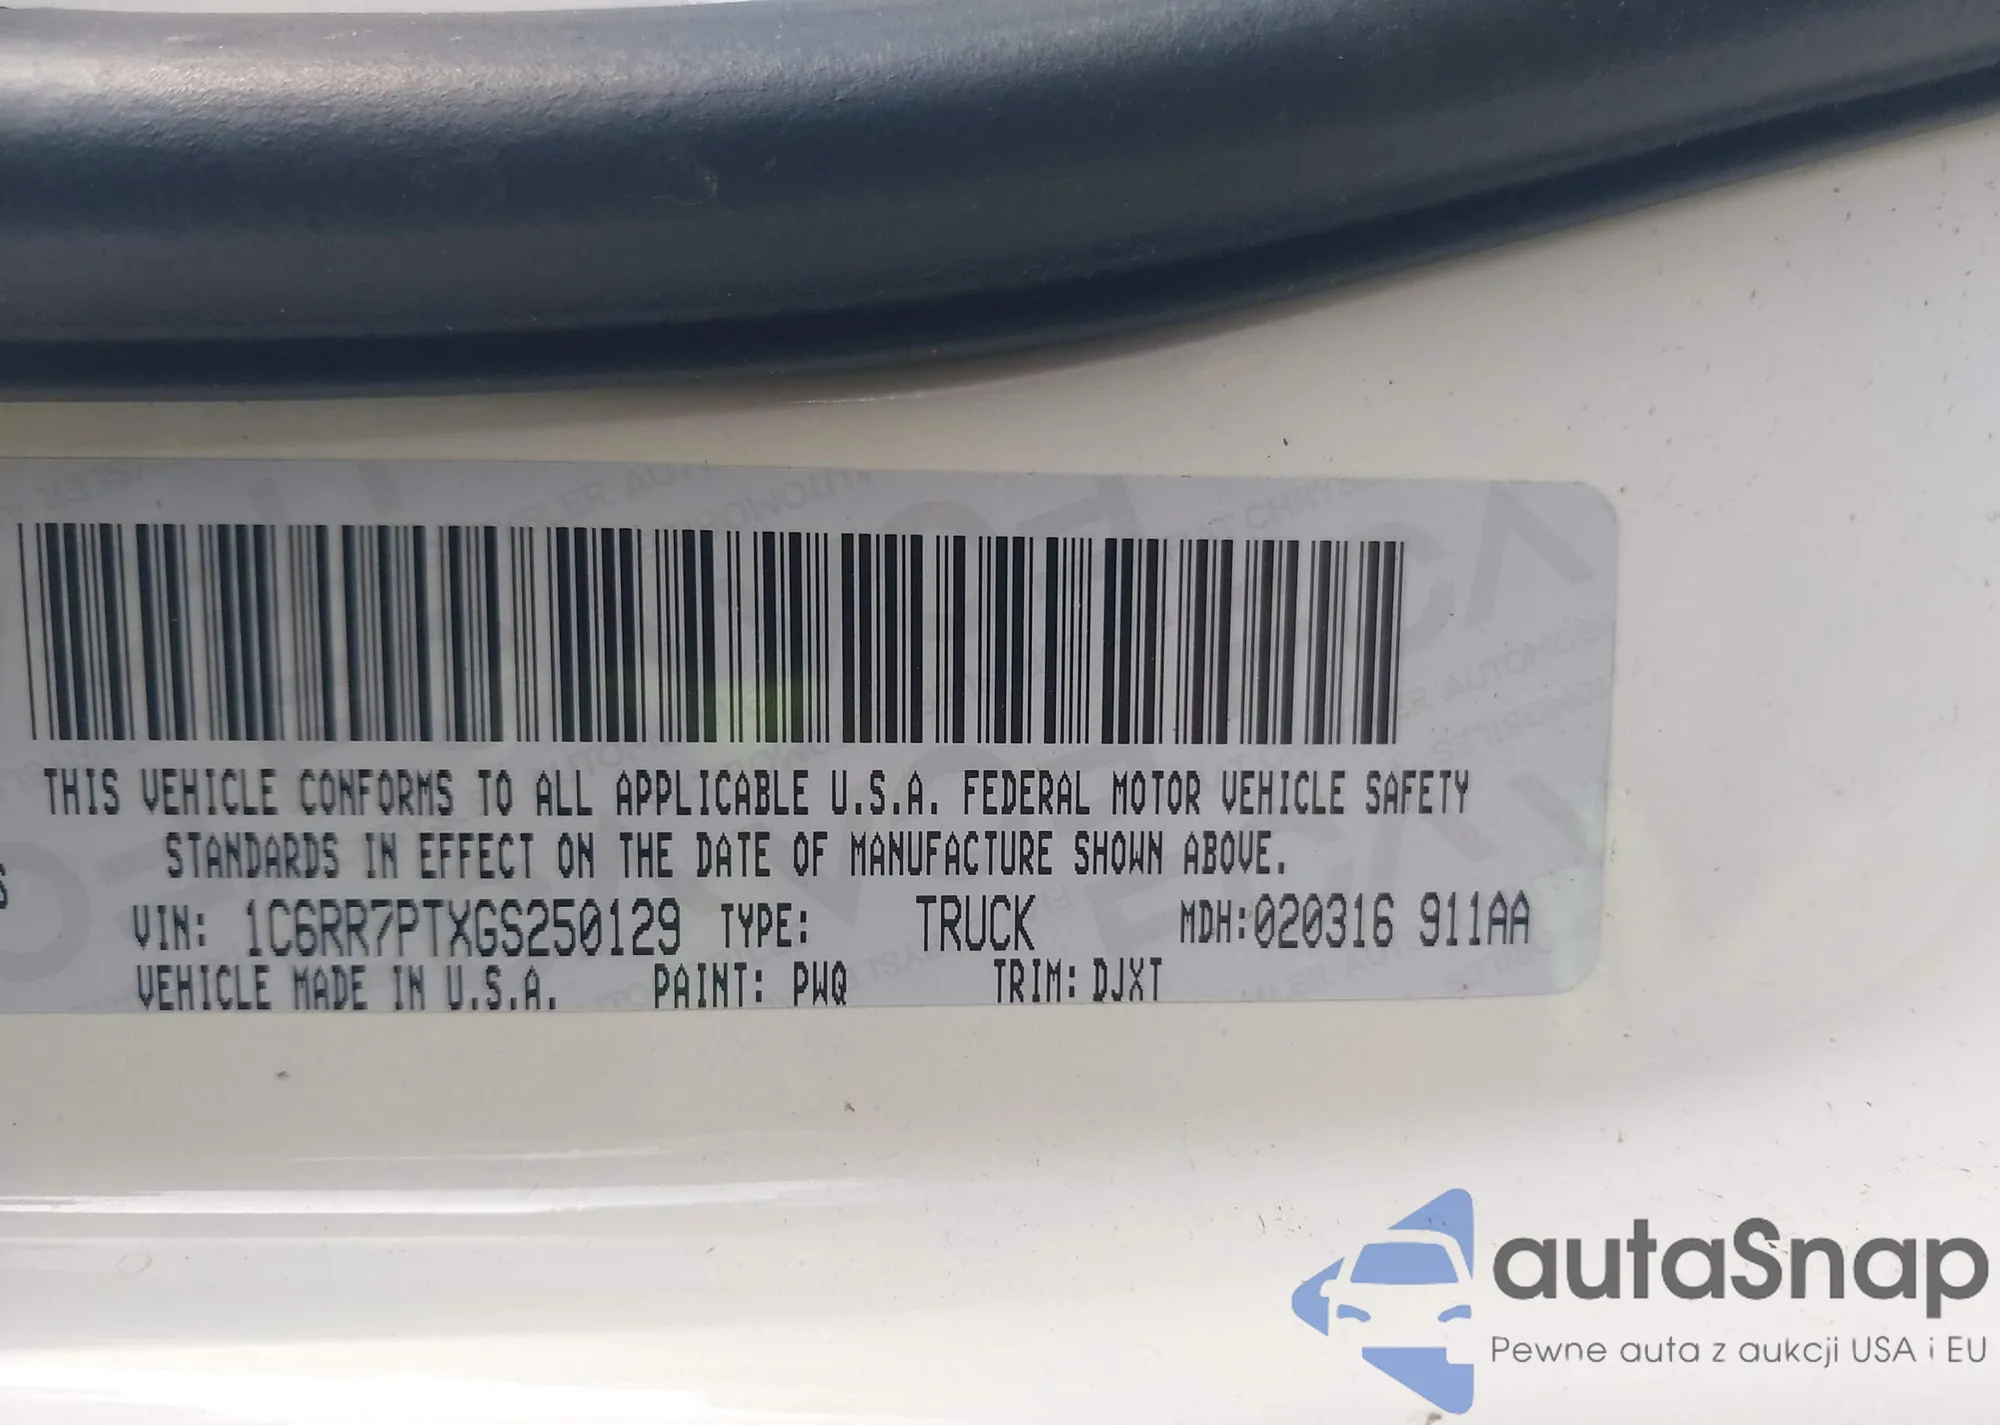 THIS VEHICLE CONFORMS TO ALL APPLICABLE U.S.A. FEDERAL MOTOR VEHICLE SAFETY
STANDARDS IN EFFECT ON THE DATE OF MANUFACTURE SHOWN ABOVE.
VIN: 1C6RR7PTXGS250129 TYPE: TRUCK MDH:020316 911AA
VEHICLE MADE IN U.S.A. PAINT: PWQ TRIM: DJXT
autaSnap
Pewne auta z aukcji USA i EU